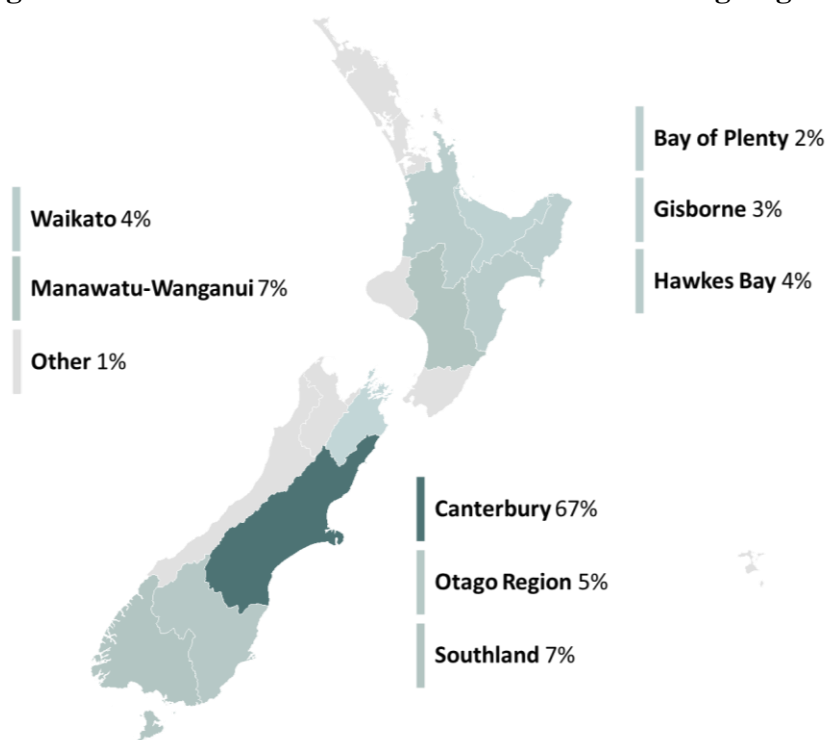 Bay of Plenty 2%
Waikato 4%
Gisborne 3%
Manawatu-Wanganui 7%
Hawkes Bay 4%
Other 1%
Canterbury 67%
Otago Region 5%
Southland 7%